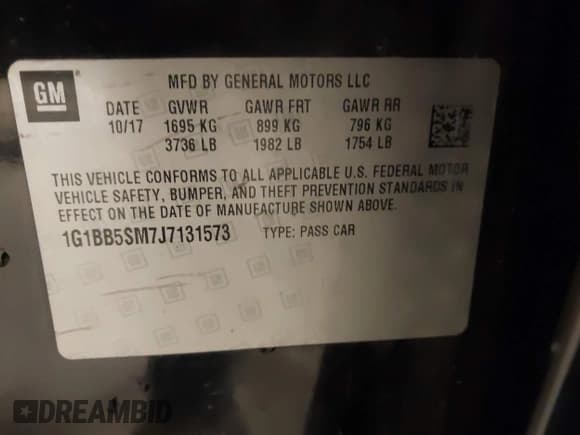 GM ®
MFD BY GENERAL MOTORS LLC
DATE GVWR GAWR FRT GAWR RR
10/17 1695 KG 899 KG 796 KG
3736 LB 1982 LB 1754 LB
THIS VEHICLE CONFORMS TO ALL APPLICABLE U.S. FEDERAL MOTOR
VEHICLE SAFETY, BUMPER, AND THEFT PREVENTION STANDARDS IN
EFFECT ON THE DATE OF MANUFACTURE SHOWN ABOVE.
1G1BB5SM7J7131573 TYPE: PASS CAR
DREAMBID